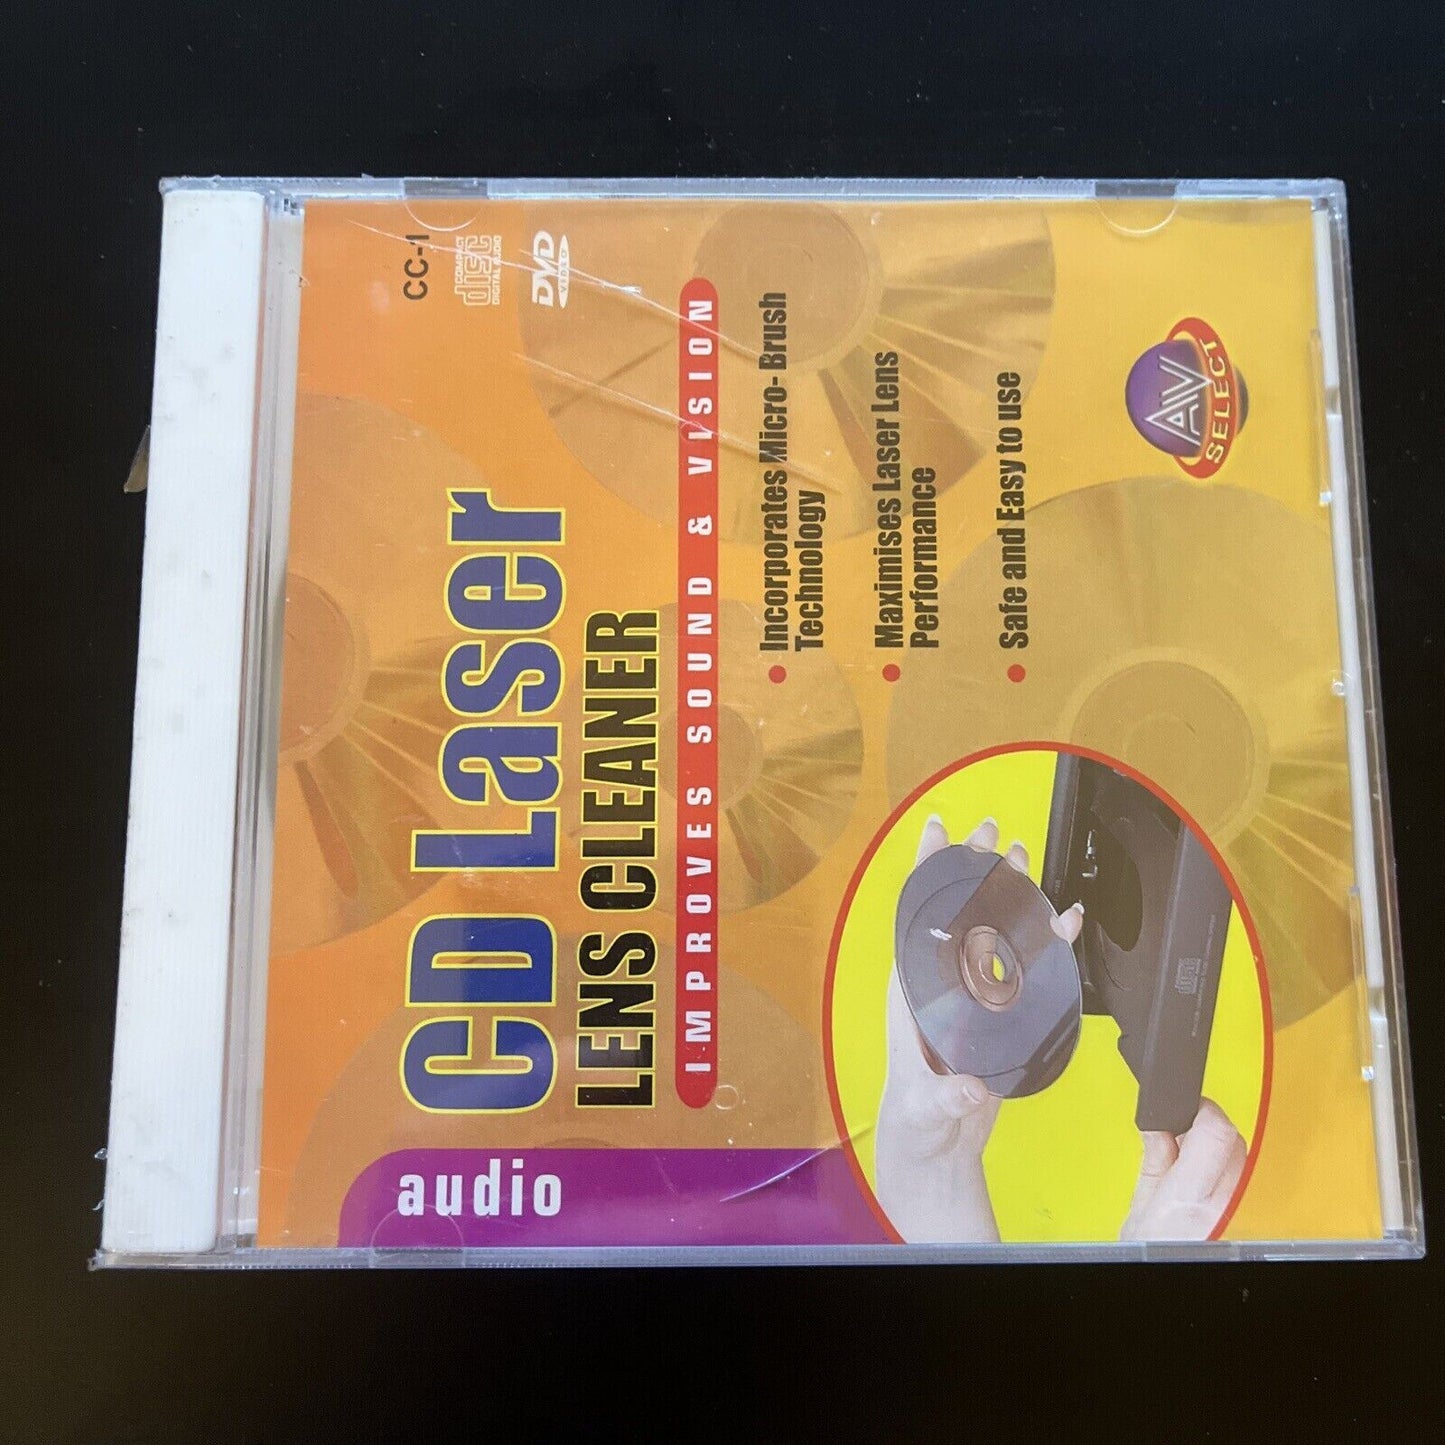 CC-1
COMPACT
disc
DIGITAL AUDIO
DVD
VIDEO
CD Laser
LENS CLEANER
IMPROVES SOUND & VISION
• Incorporates Micro- Brush
Technology
• Maximises Laser Lens
Performance
• Safe and Easy to use
audio
AV
SELECT
disc